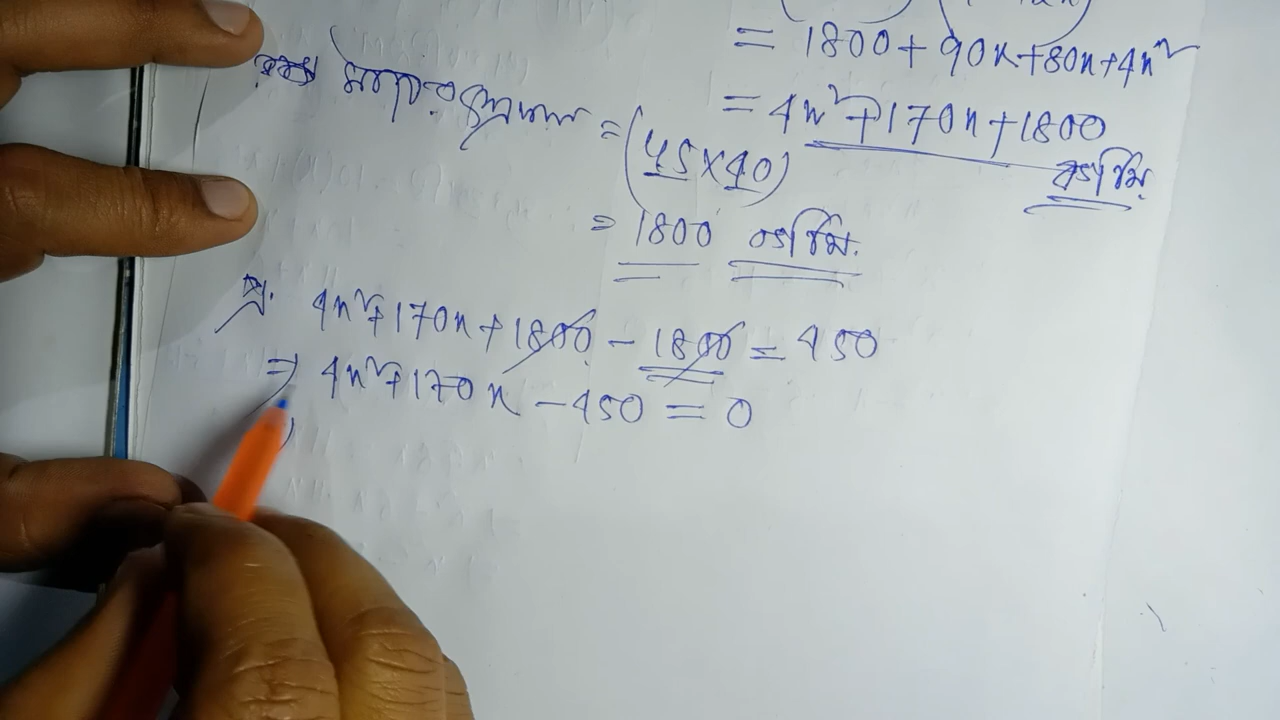 = 1800 + 90x + 80x + 4x²
= 4x² + 170x + 1800
বর্গমি.
= (45 × 40)
= 1800 বর্গমি.
প্র. 4x² + 170x + 1800 − 1800 = 450
⇒ 4x² + 170x − 450 = 0